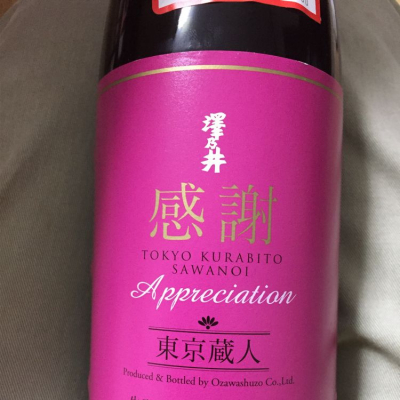 澤乃井
感謝
TOKYO KURABITO
SAWANOI
Appreciation
東京蔵人
Produced & Bottled by Ozawashuzo Co.,Ltd.